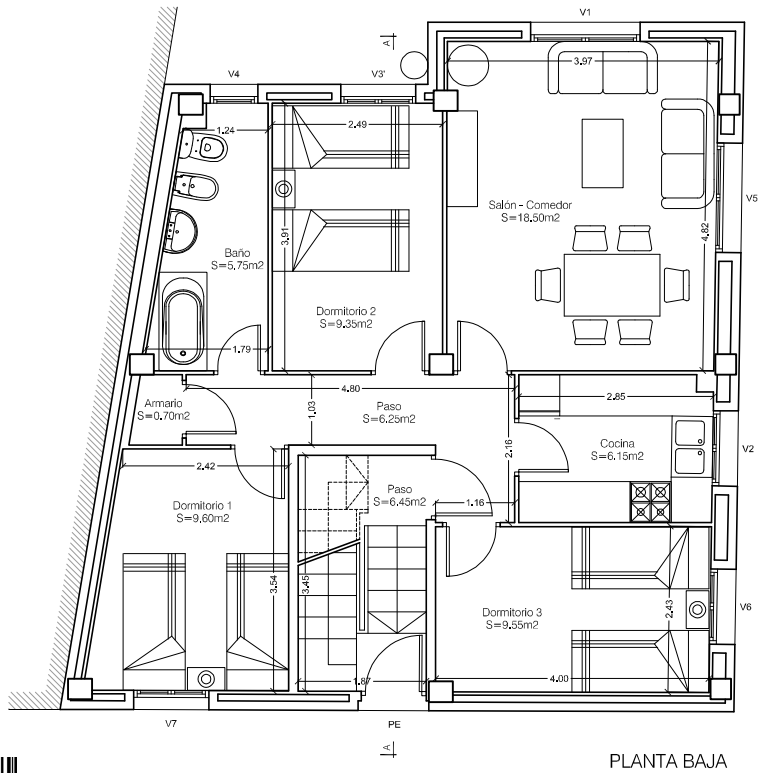 V1
A
V4
V3'
3.97
1.24
2.49
V5
Salón - Comedor
S=18.50m2
4.82
3.91
Baño
S=5.75m2
Dormitorio 2
S=9.35m2
1.79
4.80
2.85
Armario
S=0.70m2
1.03
Paso
S=6.25m2
2.16
Cocina
S=6.15m2
V2
2.42
Paso
S=6.45m2
1.16
Dormitorio 1
S=9.60m2
3.54
3.45
Dormitorio 3
S=9.55m2
2.43
V6
1.87
4.00
V7
PE
A
PLANTA BAJA